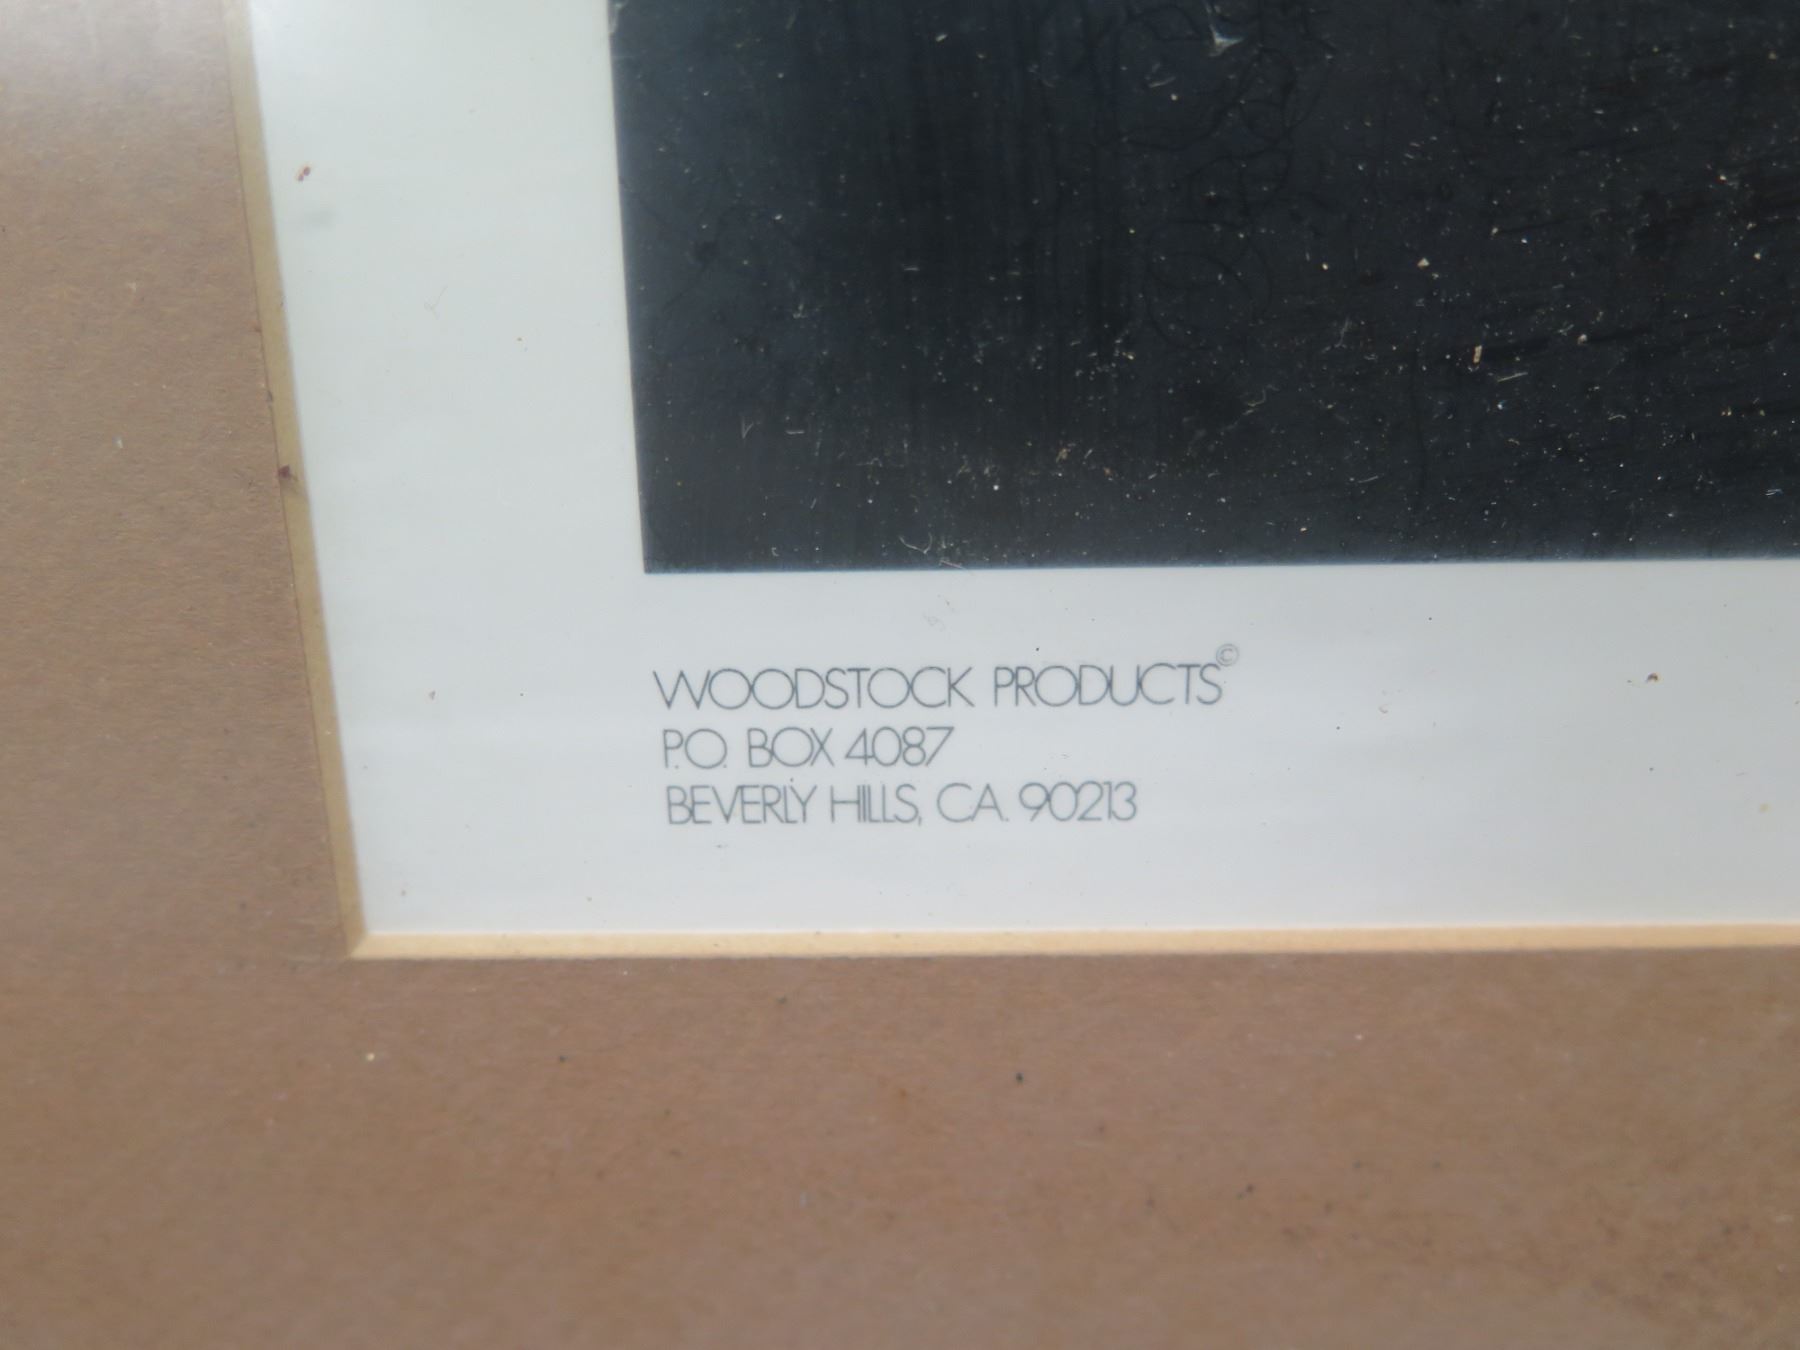 WOODSTOCK PRODUCTS©
P.O. BOX 4087
BEVERLY HILLS, CA. 90213